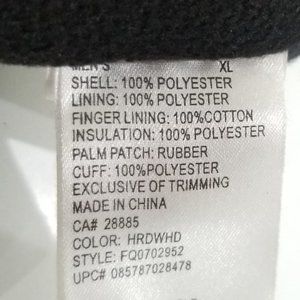 MEN'S XL
SHELL: 100% POLYESTER
LINING: 100% POLYESTER
FINGER LINING: 100%COTTON
INSULATION: 100% POLYESTER
PALM PATCH: RUBBER
CUFF: 100%POLYESTER
EXCLUSIVE OF TRIMMING
MADE IN CHINA
CA# 28885
COLOR: HRDWHD
STYLE: FQ0702952
UPC# 085787028478